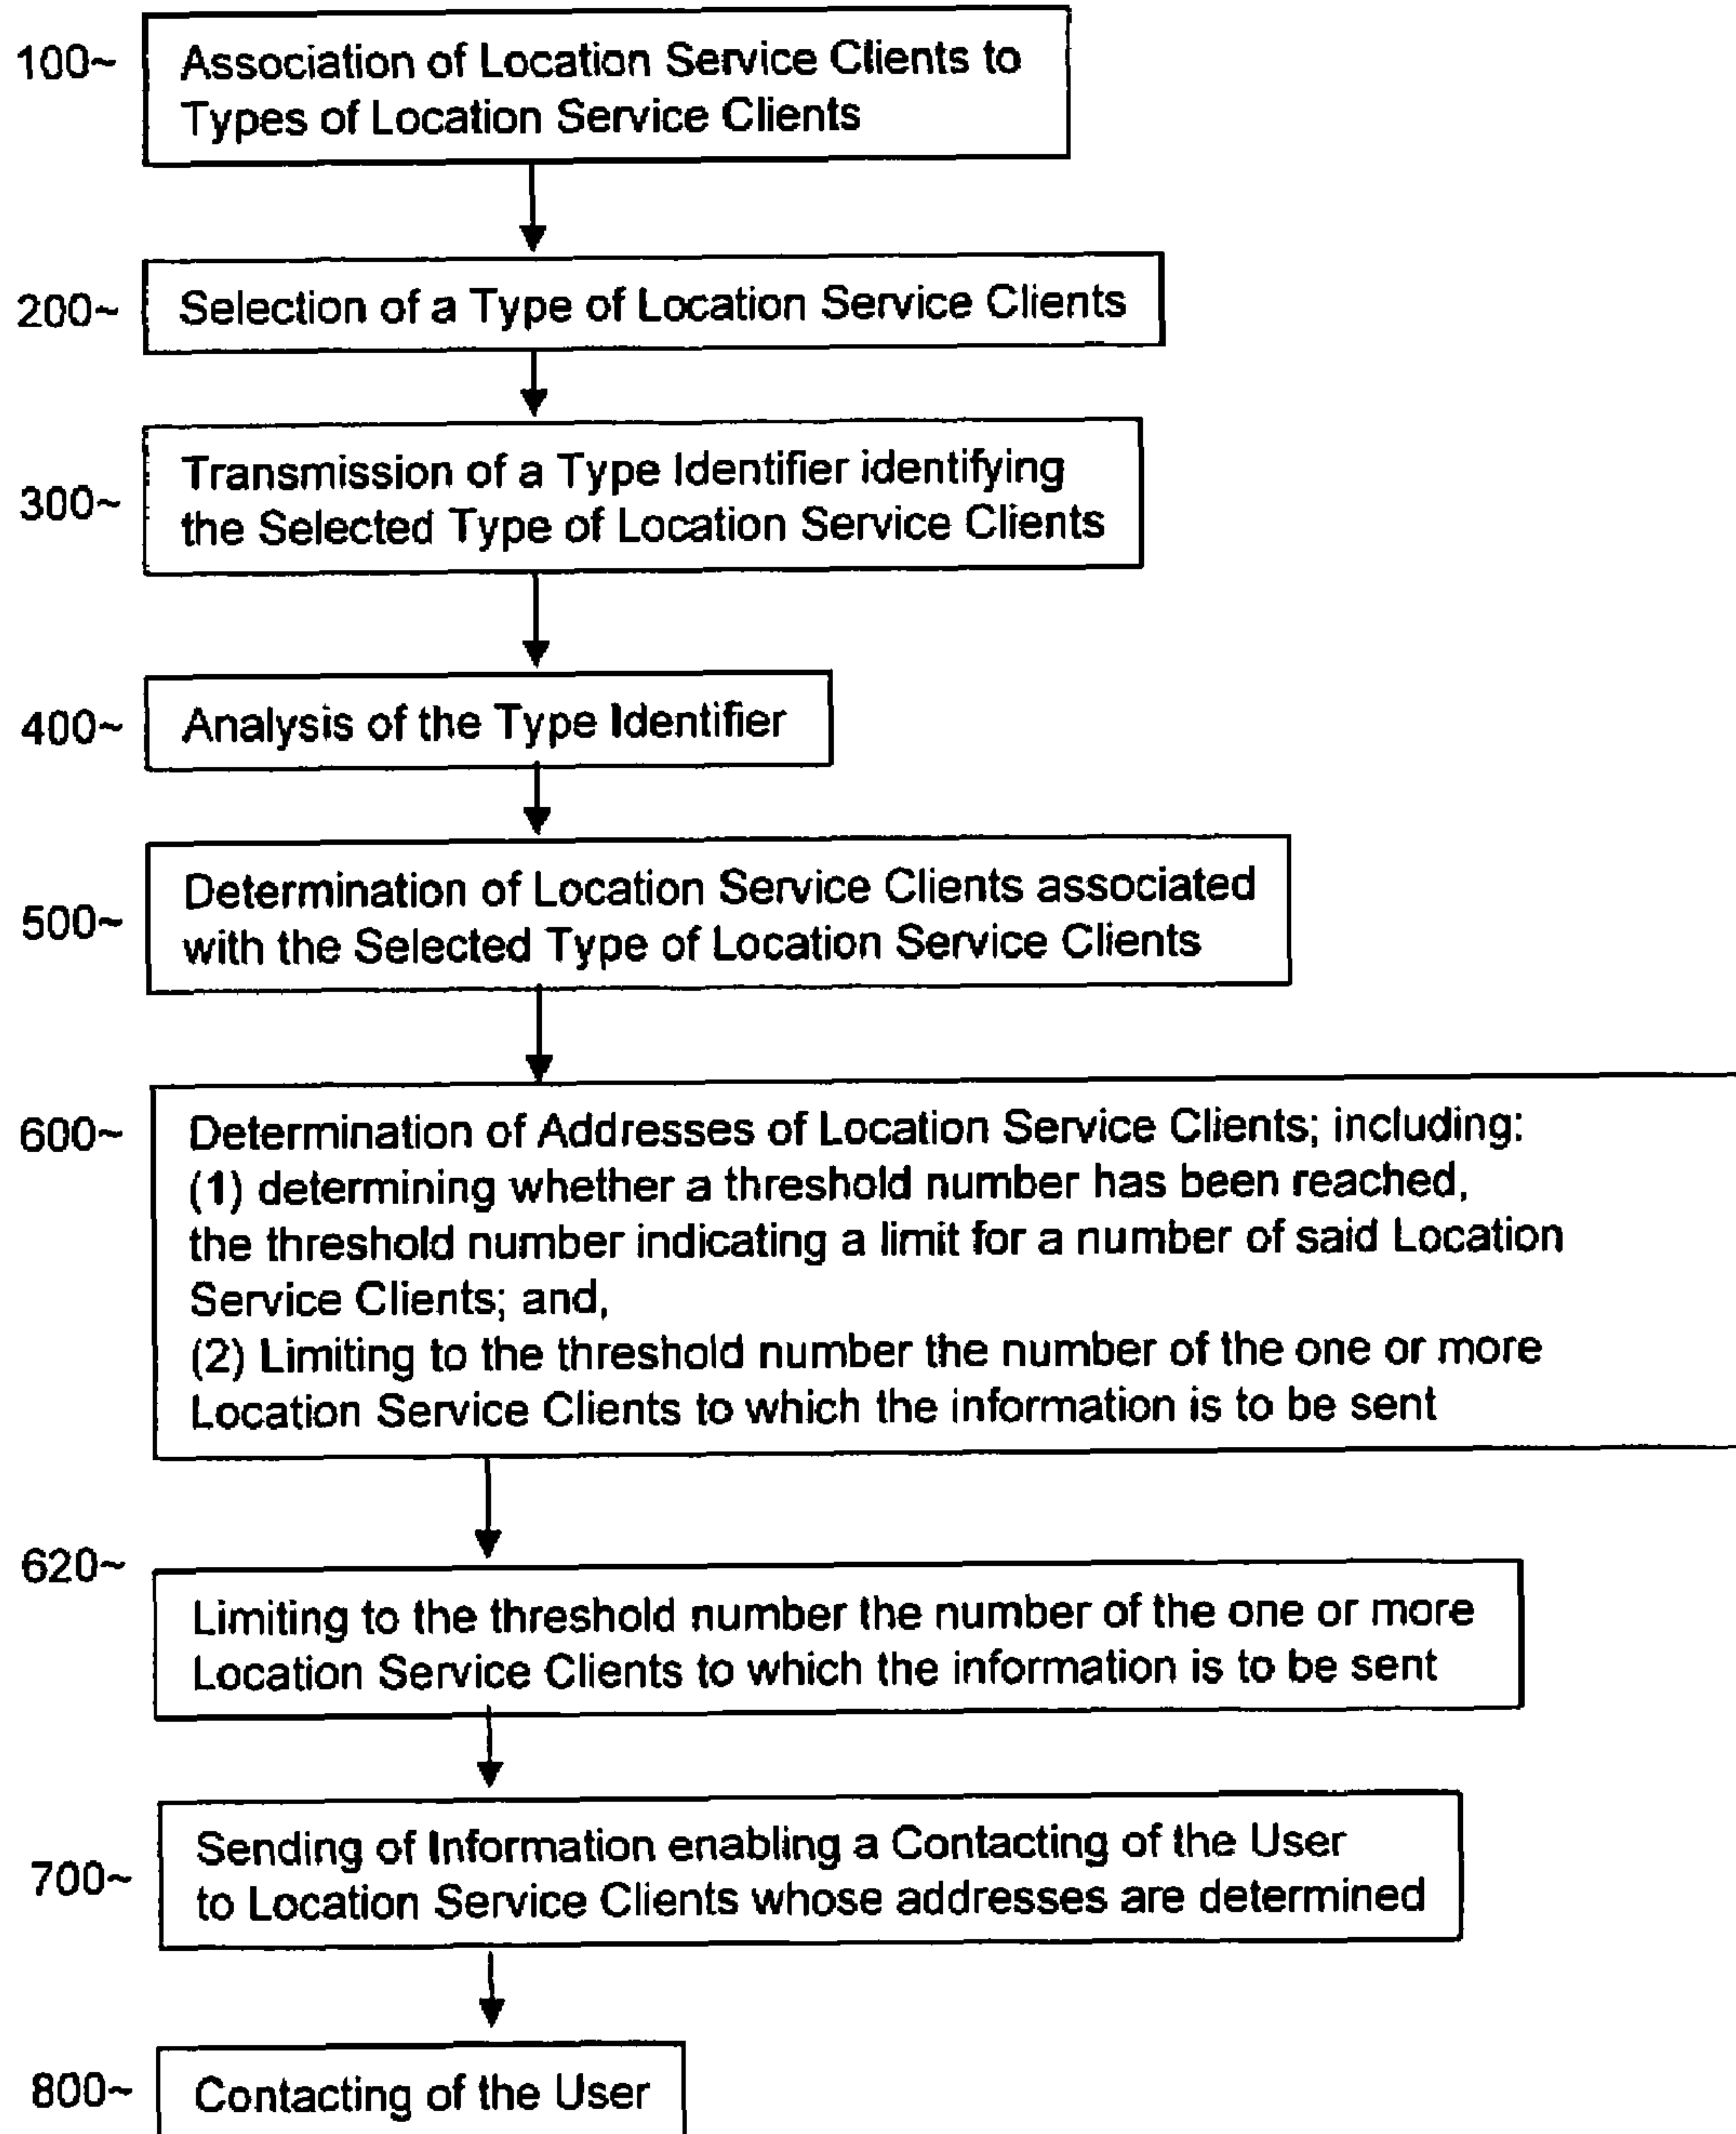 100~ Association of Location Service Clients to
Types of Location Service Clients
200~ Selection of a Type of Location Service Clients
300~ Transmission of a Type Identifier identifying
the Selected Type of Location Service Clients
400~ Analysis of the Type Identifier
500~ Determination of Location Service Clients associated
with the Selected Type of Location Service Clients
600~ Determination of Addresses of Location Service Clients; including:
(1) determining whether a threshold number has been reached,
the threshold number indicating a limit for a number of said Location
Service Clients; and,
(2) Limiting to the threshold number the number of the one or more
Location Service Clients to which the information is to be sent
620~
Limiting to the threshold number the number of the one or more
Location Service Clients to which the information is to be sent
700~ Sending of Information enabling a Contacting of the User
to Location Service Clients whose addresses are determined
800~ Contacting of the User